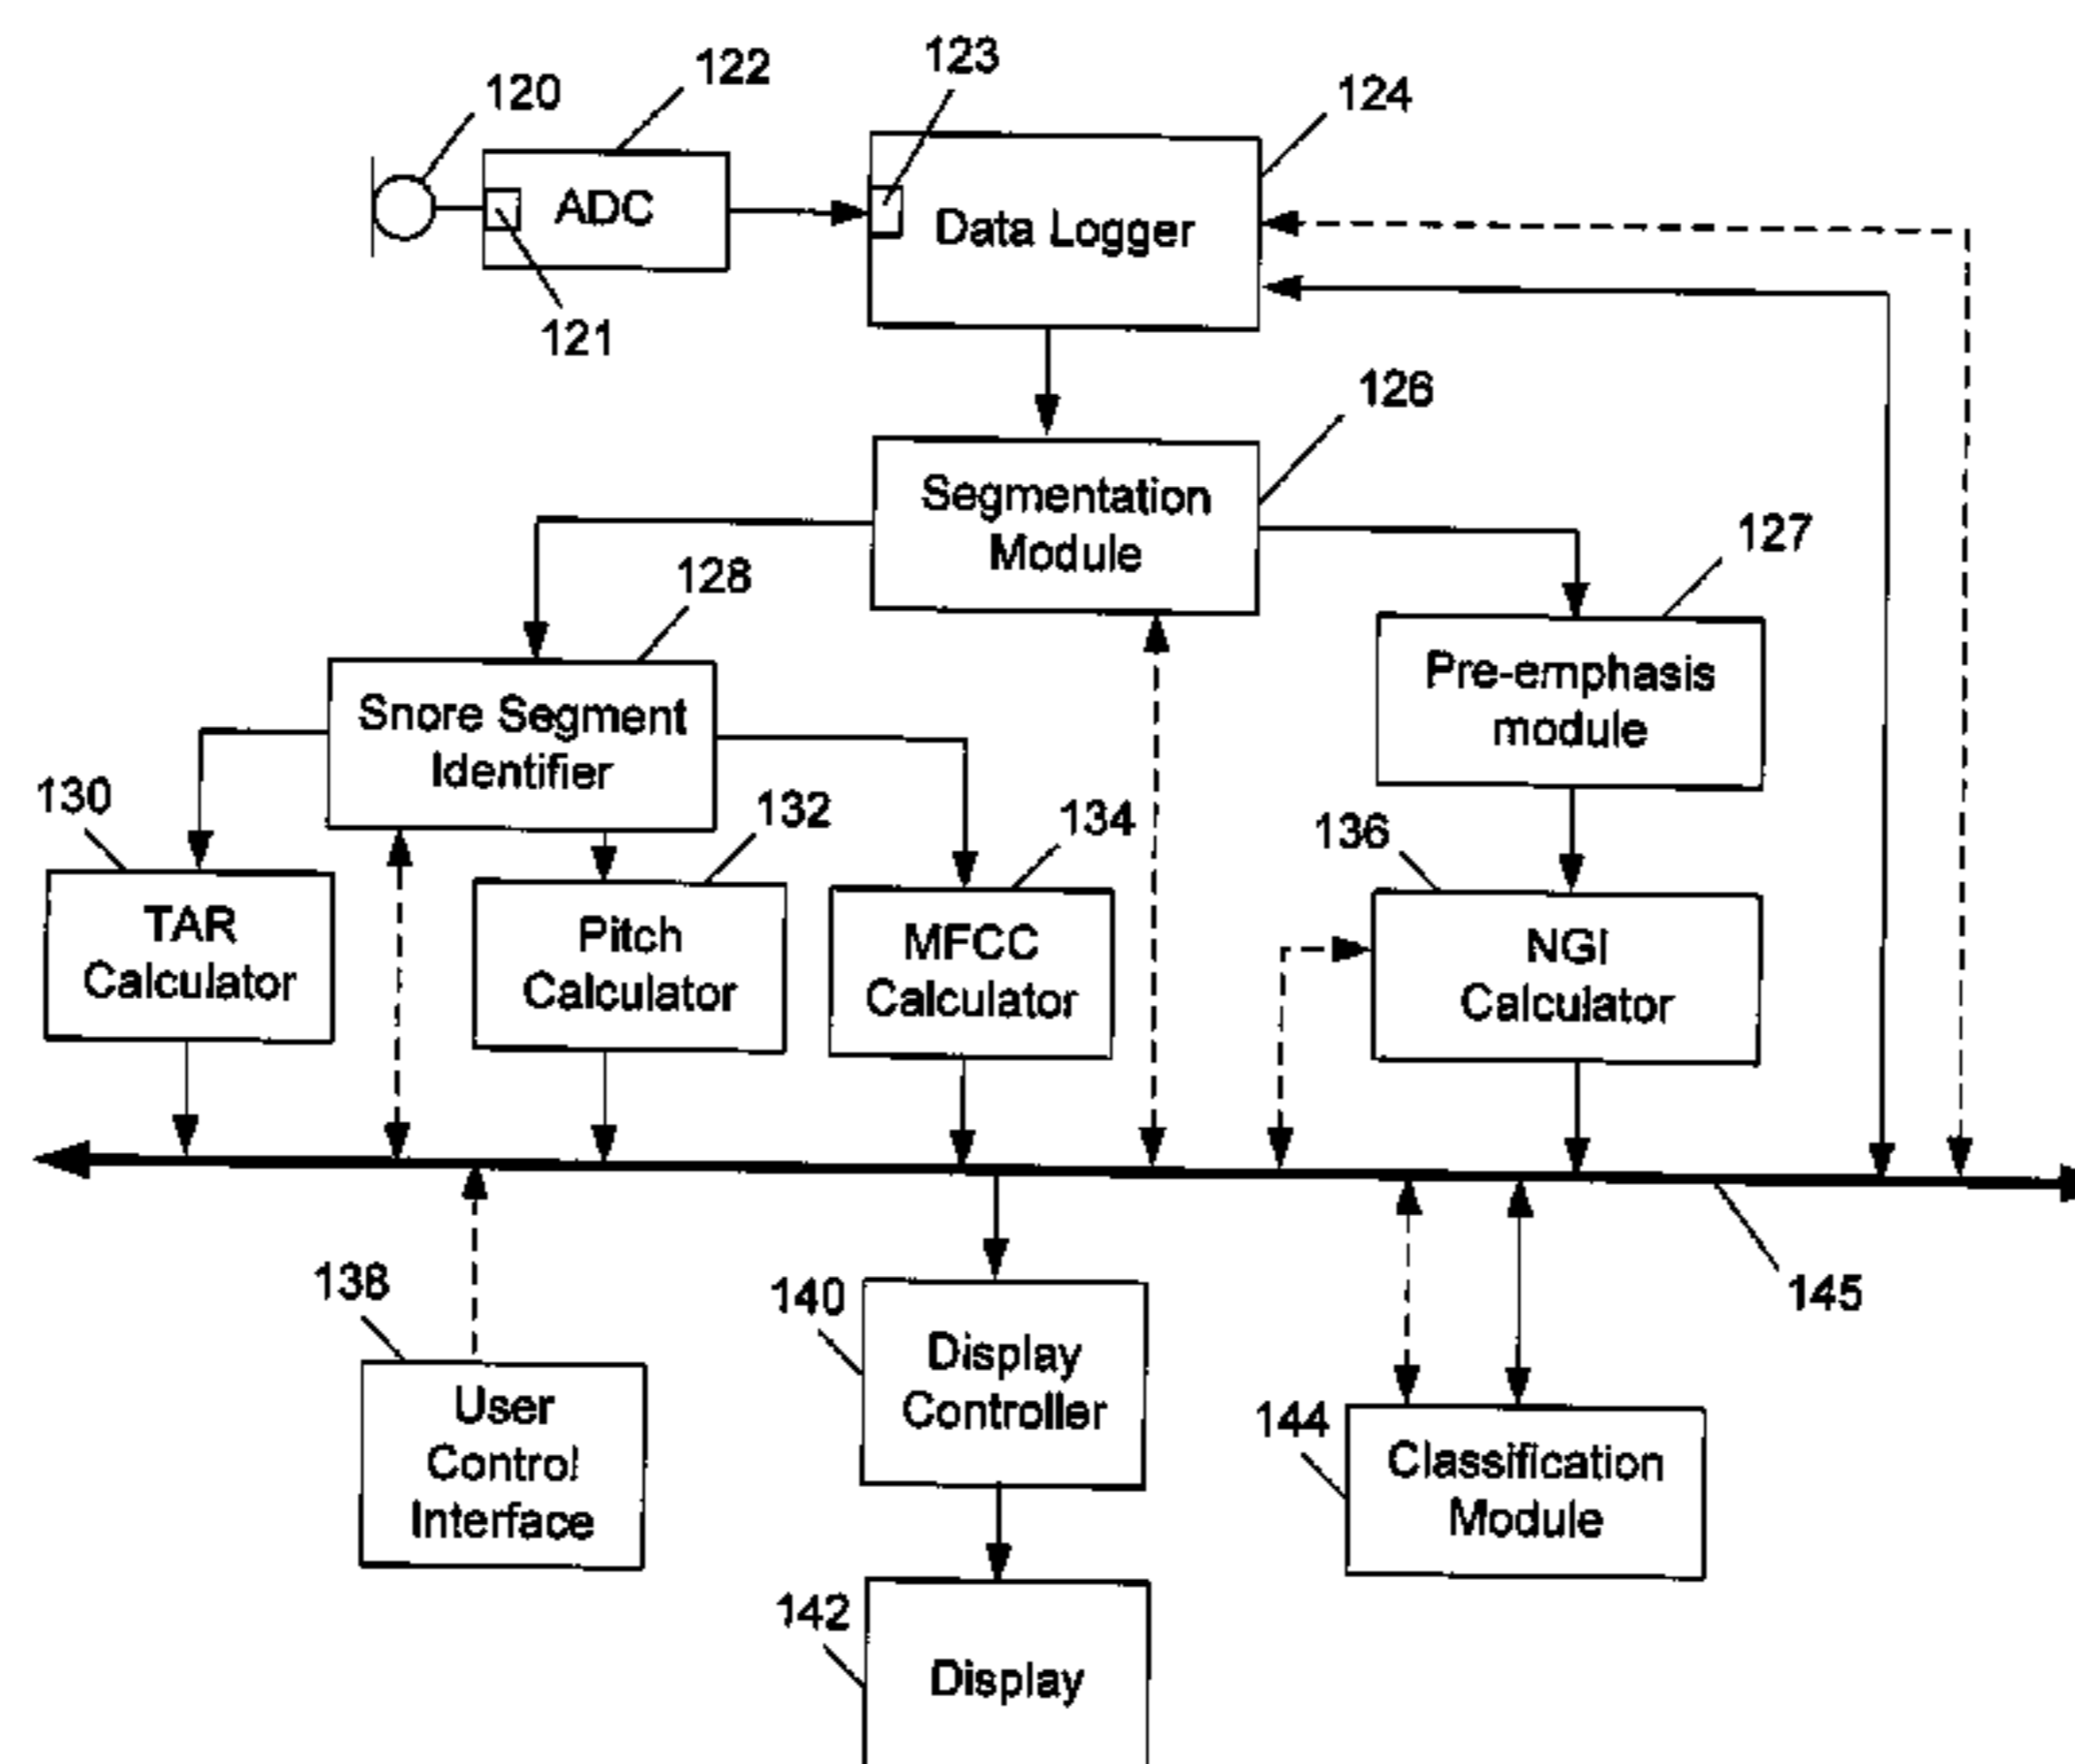 120
122
123
124
ADC
Data Logger
121
126
Segmentation
Module
127
128
Pre-emphasis
module
Snore Segment
Identifier
130
132
134
136
TAR
Calculator
Pitch
Calculator
MFCC
Calculator
NGI
Calculator
138
140
145
User
Control
Interface
Display
Controller
144
Classification
Module
142
Display